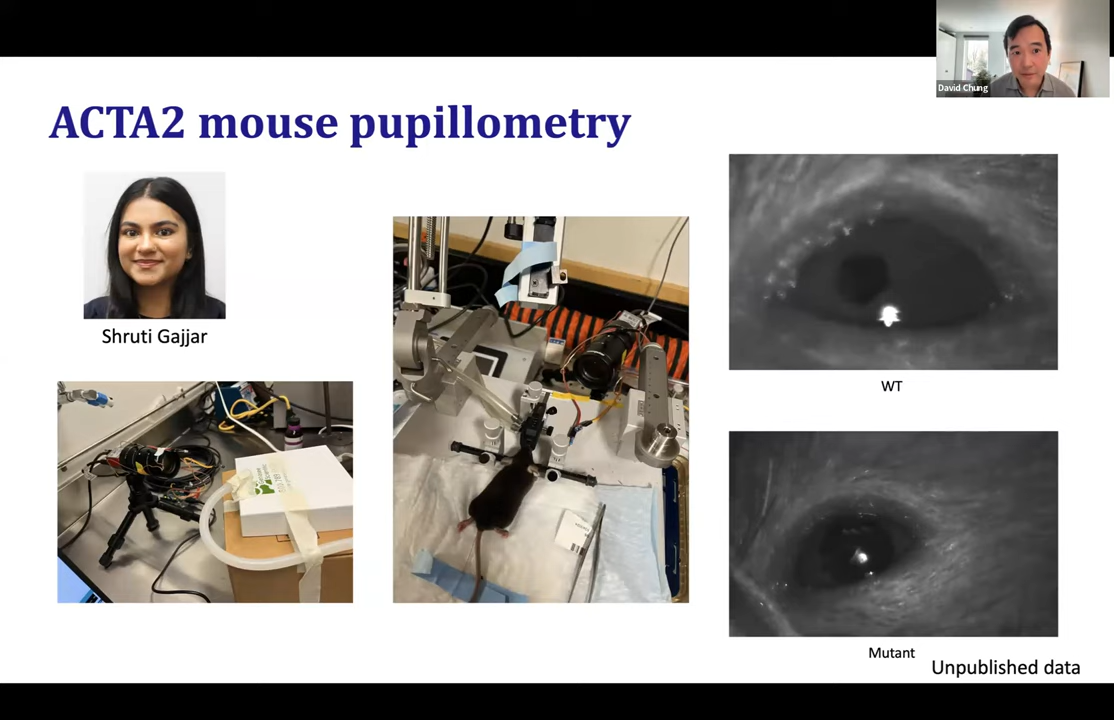 David Chung
ACTA2 mouse pupillometry
Shruti Gajjar
WT
Mutant
Unpublished data